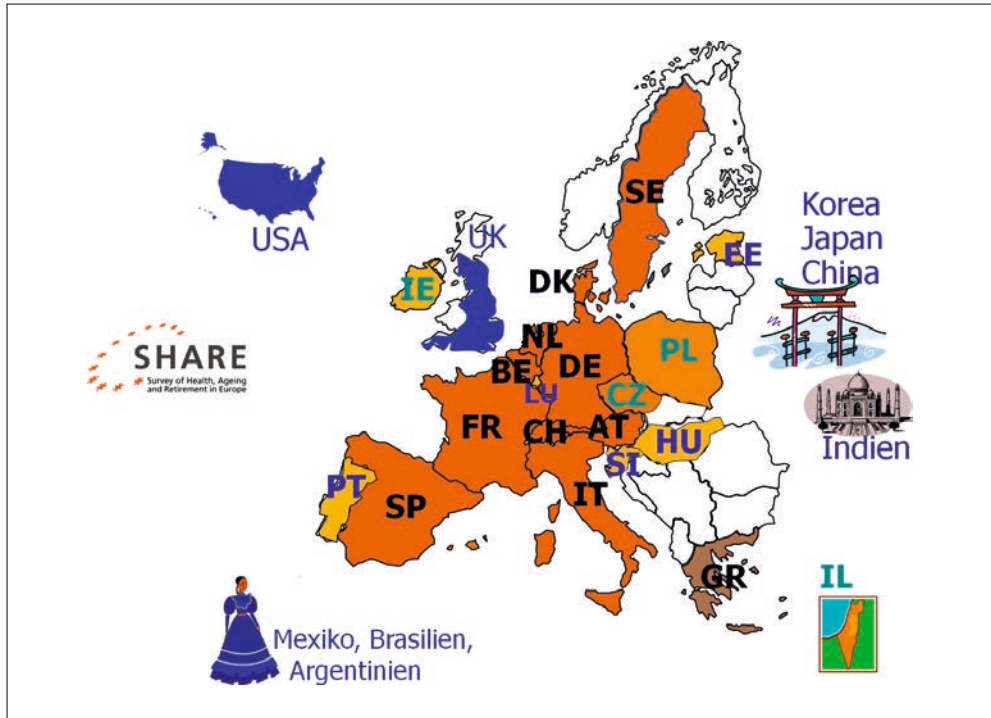 SE
Korea
Japan
China
USA
UK
EE
DK
IE
NL
PL
SHARE
Survey of Health, Ageing
and Retirement in Europe
BE
DE
LU
CZ
FR
CH
AT
HU
Indien
SI
PT
SP
IT
GR
IL
Mexiko, Brasilien,
Argentinien